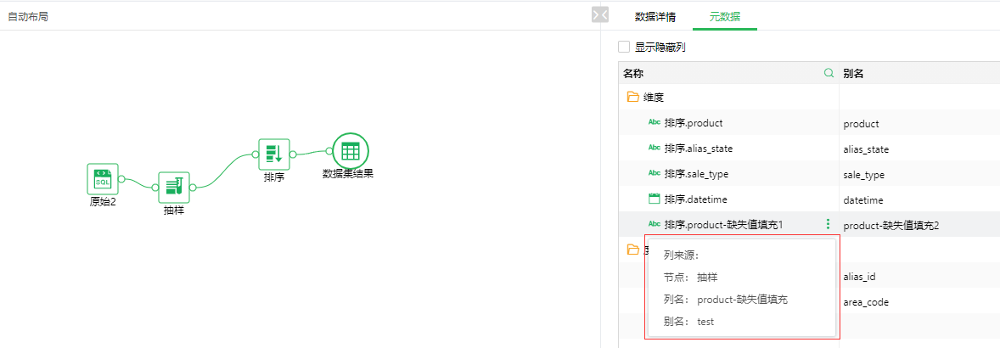 自动布局
数据详情
元数据
显示隐藏列
名称
别名
维度
Abc 排序.product
product
Abc 排序.alias_state
alias_state
Abc 排序.sale_type
sale_type
排序.datetime
datetime
Abc 排序.product-缺失值填充1
product-缺失值填充2
列来源：
节点： 抽样
alias_id
列名： product-缺失值填充
area_code
别名： test
SQL
原始2
抽样
排序
数据集结果